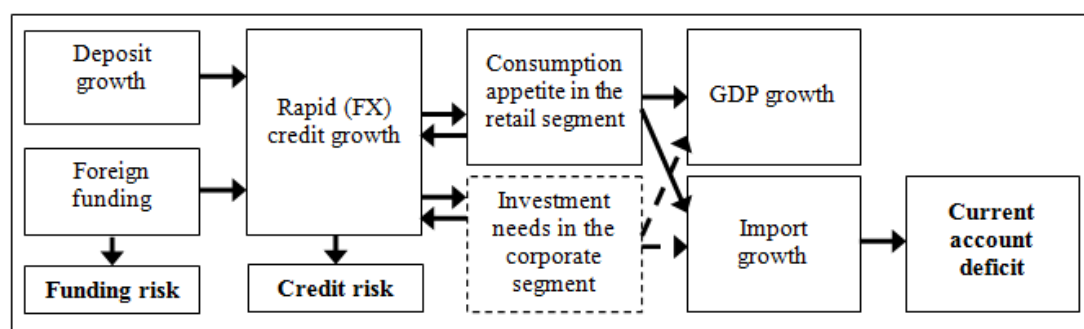 Deposit
growth
Foreign
funding
Funding risk
Rapid (FX)
credit growth
Credit risk
Consumption
appetite in the
retail segment
Investment
needs in the
corporate
segment
GDP growth
Import
growth
Current
account
deficit